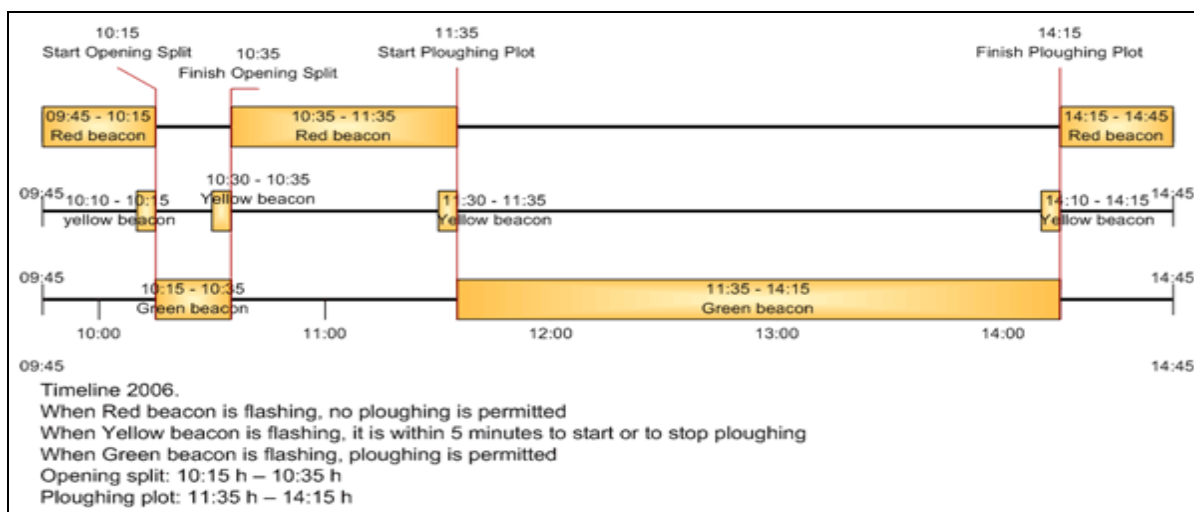 10:15
Start Opening Split
10:35
Finish Opening Split
11:35
Start Ploughing Plot
14:15
Finish Ploughing Plot
09:45 - 10:15
Red beacon
10:35 - 11:35
Red beacon
14:15 - 14:45
Red beacon
09:45
10:10 - 10:15
yellow beacon
10:30 - 10:35
Yellow beacon
11:30 - 11:35
Yellow beacon
14:10 - 14:15
Yellow beacon
14:45
09:45
10:15 - 10:35
Green beacon
11:35 - 14:15
Green beacon
14:45
10:00
11:00
12:00
13:00
14:00
09:45
14:45
Timeline 2006.
When Red beacon is flashing, no ploughing is permitted
When Yellow beacon is flashing, it is within 5 minutes to start or to stop ploughing
When Green beacon is flashing, ploughing is permitted
Opening split: 10:15 h – 10:35 h
Ploughing plot: 11:35 h – 14:15 h